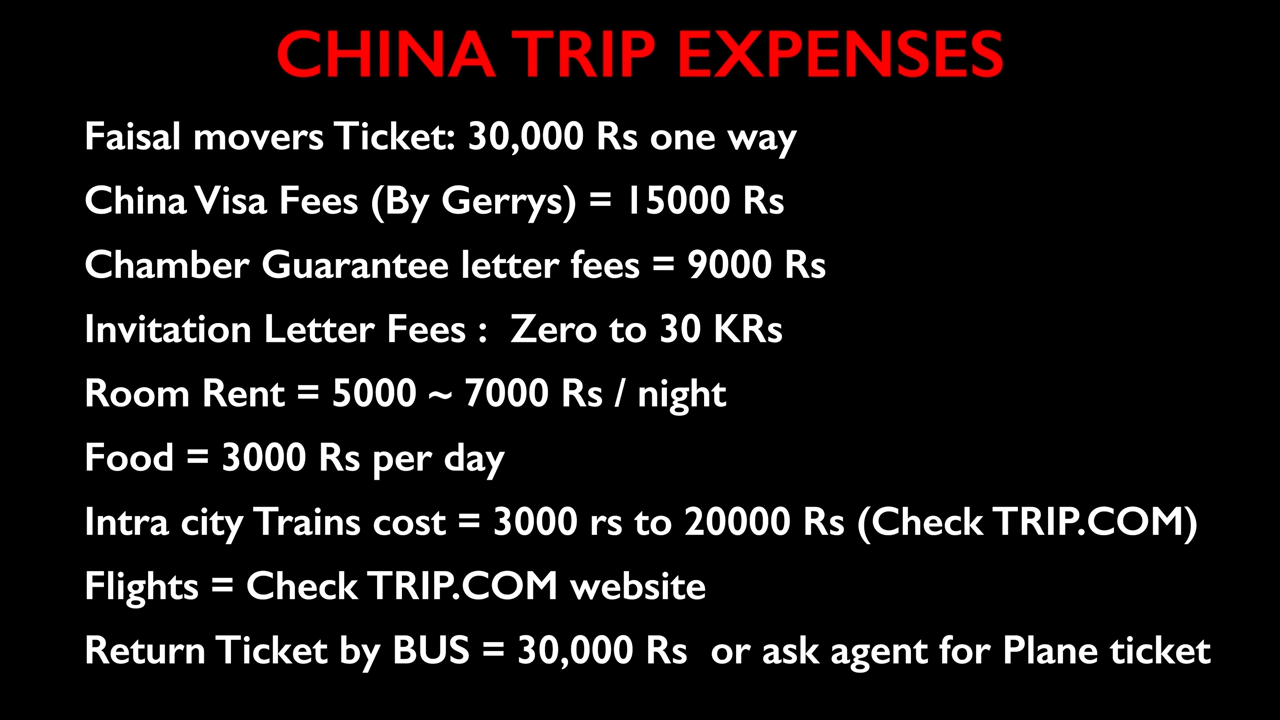 CHINA TRIP EXPENSES
Faisal movers Ticket: 30,000 Rs one way
China Visa Fees (By Gerrys) = 15000 Rs
Chamber Guarantee letter fees = 9000 Rs
Invitation Letter Fees :  Zero to 30 KRs
Room Rent = 5000 ~ 7000 Rs / night
Food = 3000 Rs per day
Intra city Trains cost = 3000 rs to 20000 Rs (Check TRIP.COM)
Flights = Check TRIP.COM website
Return Ticket by BUS = 30,000 Rs  or ask agent for Plane ticket